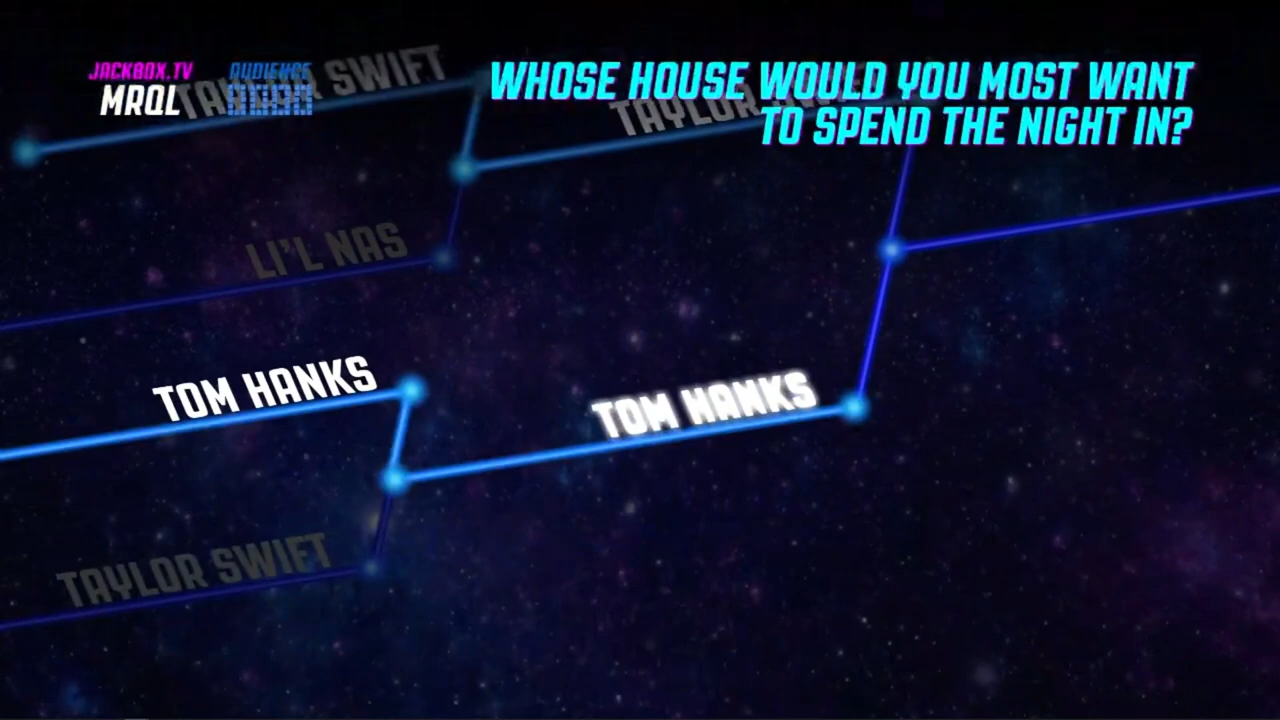 JACKBOX.TV
MRQL
AUDIENCE
TAYLOR SWIFT
WHOSE HOUSE WOULD YOU MOST WANT
TO SPEND THE NIGHT IN?
TAYLOR
LI'L NAS
TOM HANKS
TOM HANKS
TAYLOR SWIFT